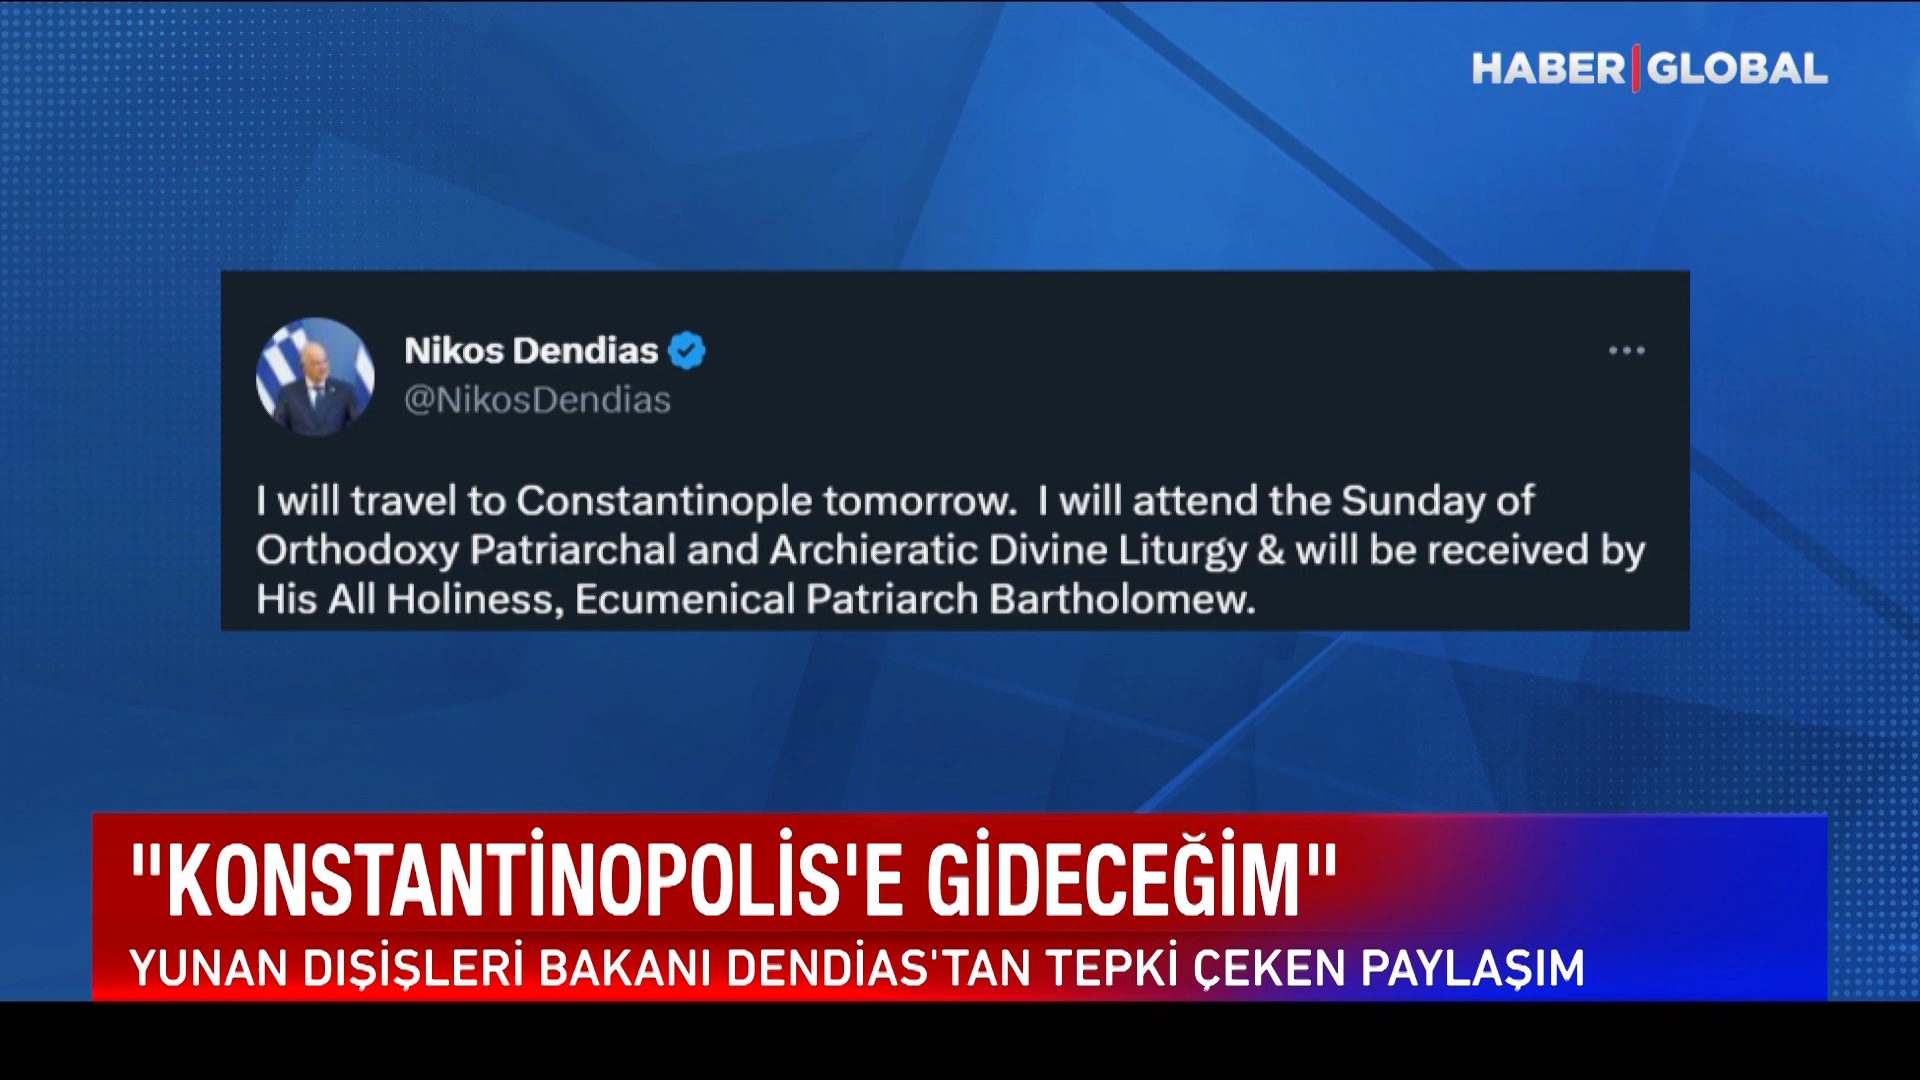 HABER GLOBAL
Nikos Dendias
@NikosDendias
I will travel to Constantinople tomorrow.  I will attend the Sunday of
Orthodoxy Patriarchal and Archieratic Divine Liturgy & will be received by
His All Holiness, Ecumenical Patriarch Bartholomew.
"KONSTANTİNOPOLİS'E GİDECEĞİM"
YUNAN DIŞİŞLERİ BAKANI DENDİAS'TAN TEPKİ ÇEKEN PAYLAŞIM